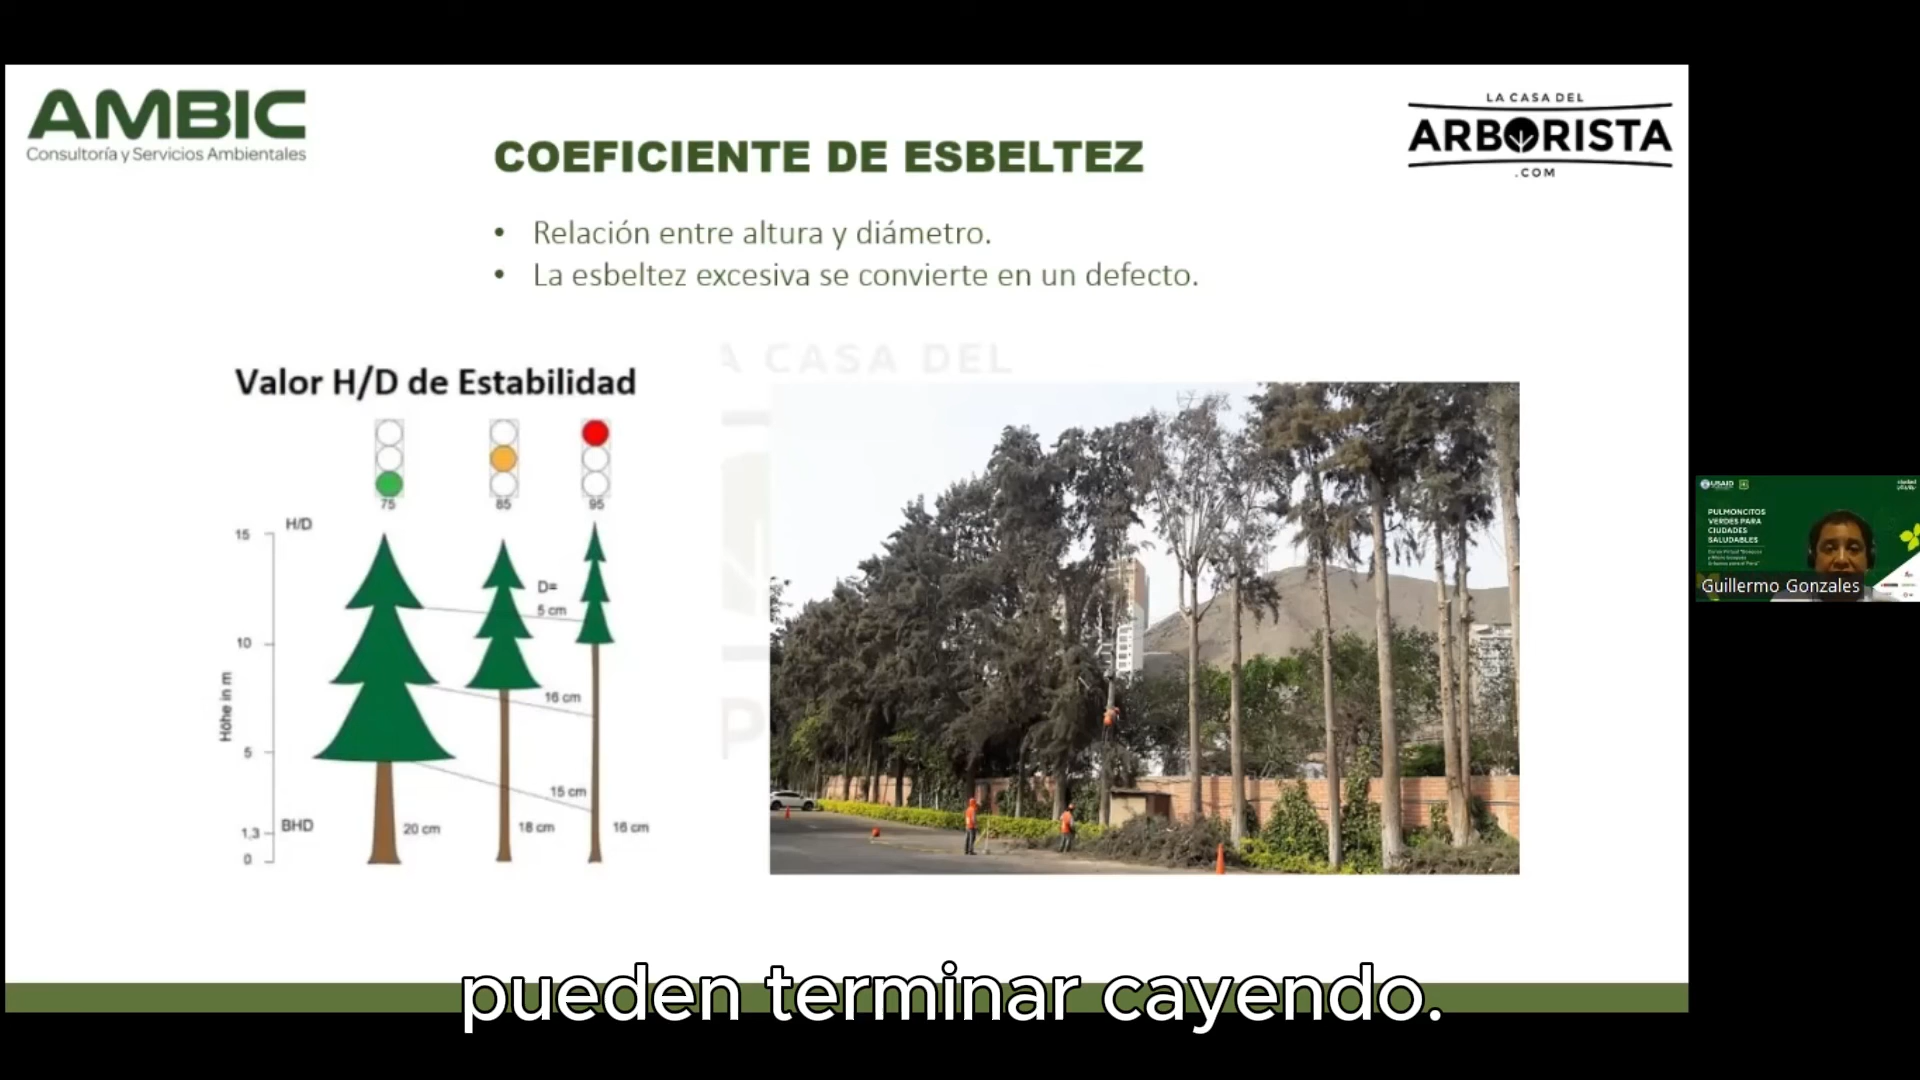 AMBIC
Consultoría y Servicios Ambientales
LA CASA DEL
ARBORISTA
.COM
COEFICIENTE DE ESBELTEZ
• Relación entre altura y diámetro.
• La esbeltez excesiva se convierte en un defecto.
A CASA DEL
Valor H/D de Estabilidad
75
85
95
H/D
15
D=
5 cm
10
Höhe in m
16 cm
5
15 cm
1,3
BHD
20 cm
18 cm
16 cm
0
USAID
PULMONCITOS
VERDES PARA
CIUDADES
SALUDABLES
Guillermo Gonzales
pueden terminar cayendo.